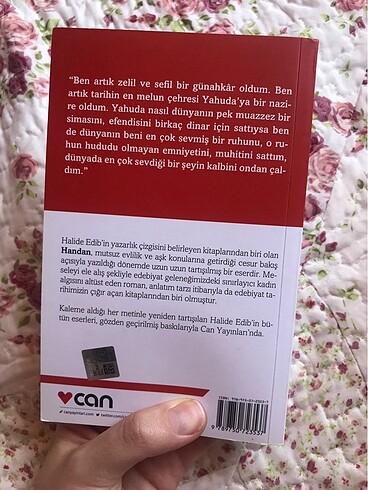 “Ben artık zelil ve sefil bir günahkâr oldum. Ben
artık tarihin en melun çehresi Yahuda’ya bir nazi-
re oldum. Yahuda nasıl dünyanın pek muazzez bir
simasını, efendisini birkaç dinar için sattıysa ben
de dünyanın beni en çok sevmiş bir ruhunu, o ru-
hun hududu olmayan emniyetini, muhitini sattım,
dünyada en çok sevdiği bir şeyin kalbini ondan çal-
dım.”
Halide Edib’in yazarlık çizgisini belirleyen kitaplarından biri olan
Handan, mutsuz evlilik ve aşk konularına getirdiği cesur bakış
açısıyla yazıldığı dönemde uzun uzun tartışılmış bir eserdir. Me-
seleyi ele alış şekliyle edebiyat geleneğimizdeki sınırlayıcı kadın
algısını altüst eden roman, anlatım tarzı itibarıyla da edebiyat ta-
rihimizin çığır açan kitaplarından biri olmuştur.
Kaleme aldığı her metinle yeniden tartışılan Halide Edib’in bü-
tün eserleri, gözden geçirilmiş baskılarıyla Can Yayınları’nda.
can
canyayinlari.com